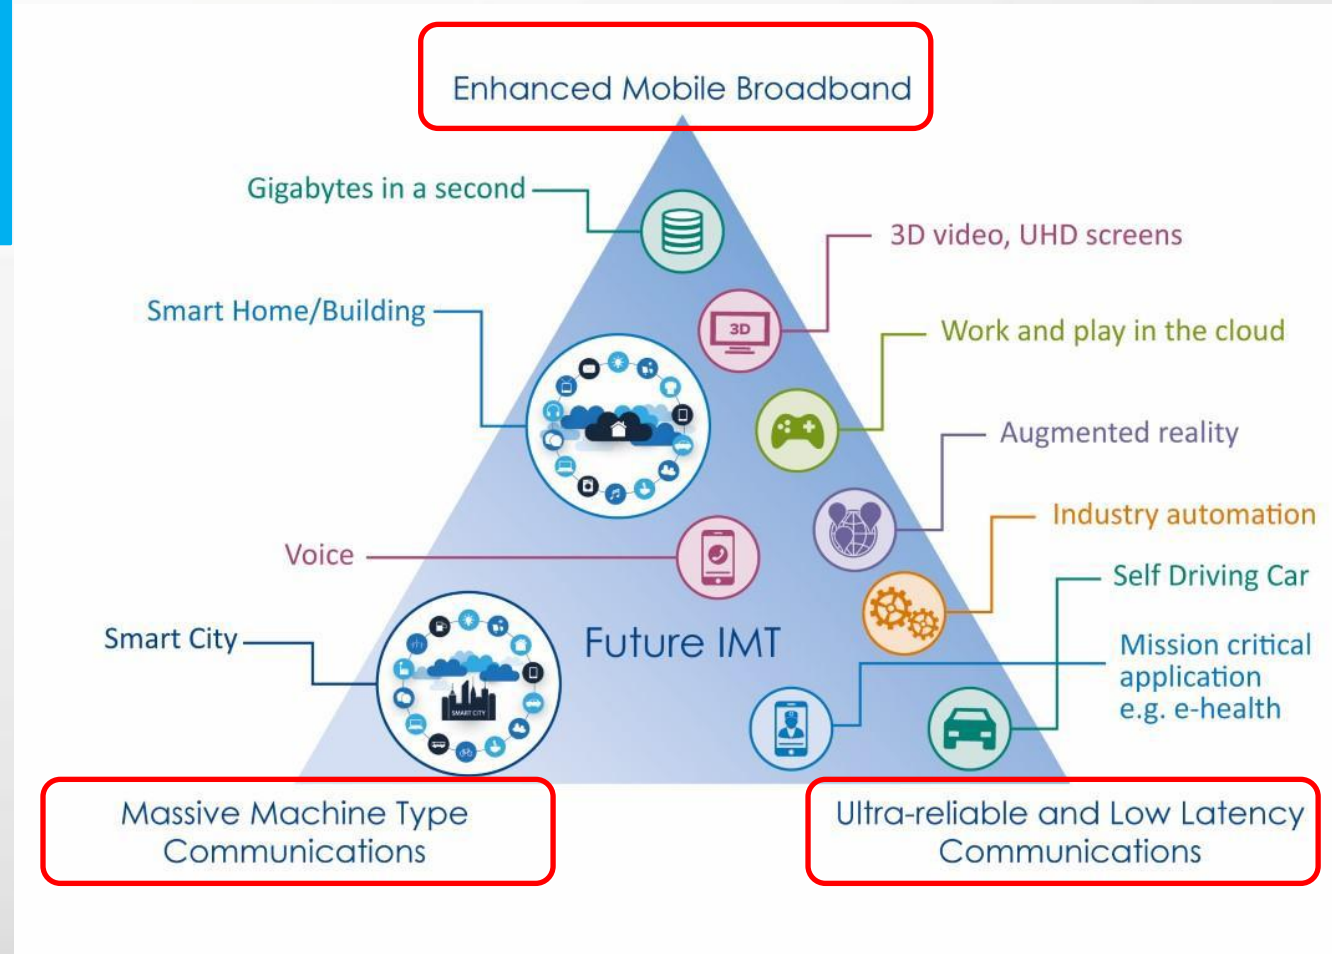 Enhanced Mobile Broadband
Gigabytes in a second
3D video, UHD screens
Smart Home/Building
3D
Work and play in the cloud
Augmented reality
Industry automation
Voice
Self Driving Car
Smart City
Future IMT
Mission critical
application
e.g. e-health
SMART CITY
Massive Machine Type
Communications
Ultra-reliable and Low Latency
Communications